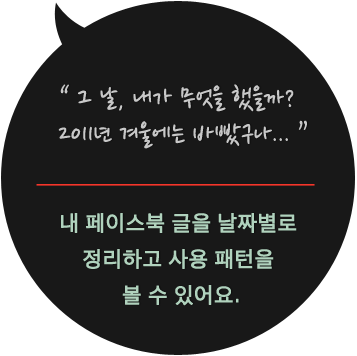 “ 그 날, 내가 무엇을 했을까?
2011년 겨울에는 바빴구나... ”
내 페이스북 글을 날짜별로
정리하고 사용 패턴을
볼 수 있어요.